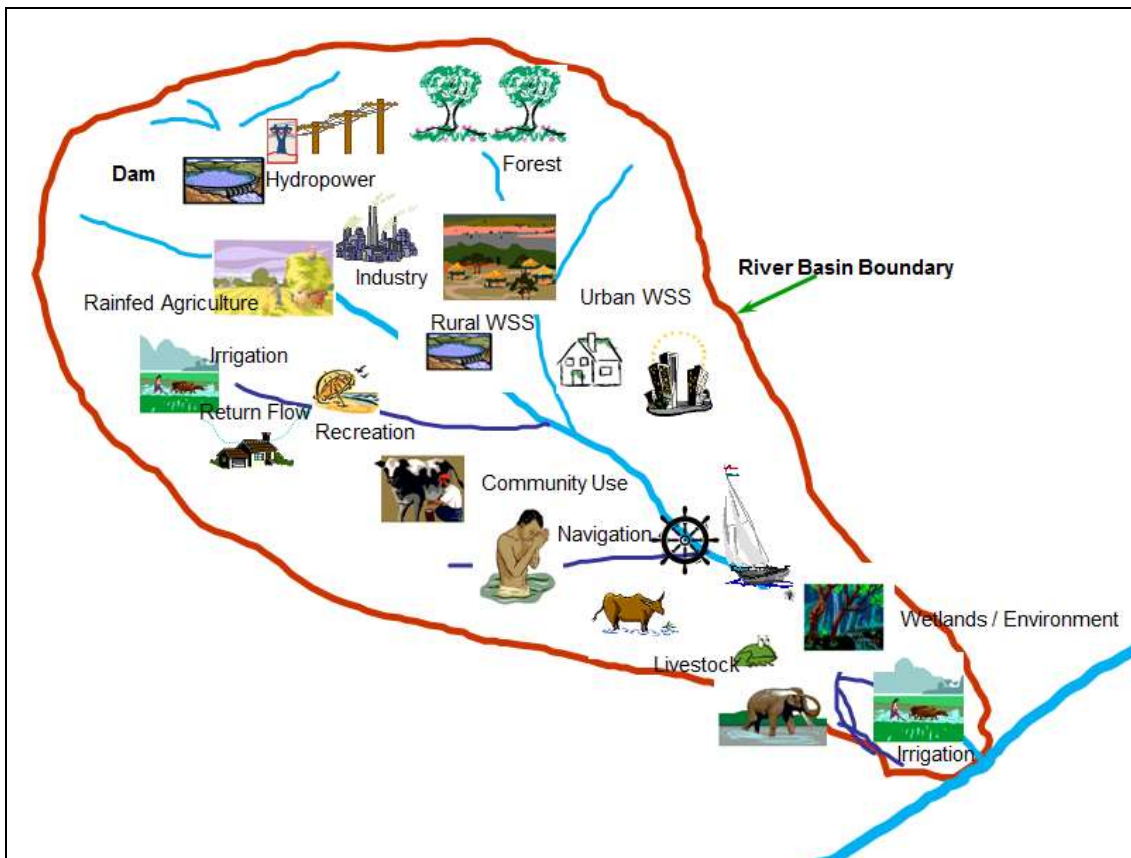 Forest
Dam
Hydropower
River Basin Boundary
Industry
Urban WSS
Rainfed Agriculture
Rural WSS
Irrigation
Return Flow
Recreation
Community Use
Navigation
Wetlands / Environment
Livestock
Irrigation